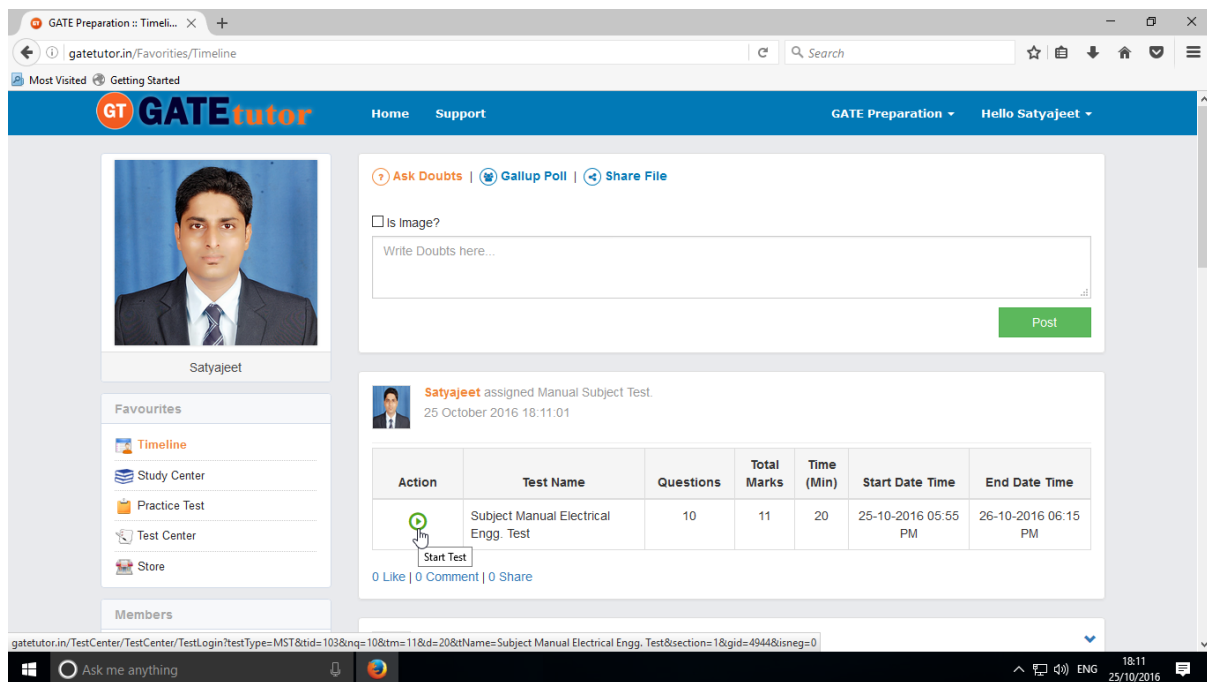 GATE Preparation :: Timeli...
gatetutor.in/Favorities/Timeline
Search
Most Visited Getting Started
GT GATEtutor Home Support GATE Preparation Hello Satyajeet
Satyajeet
Favourites
Timeline
Study Center
Practice Test
Test Center
Store
Members
? Ask Doubts | Gallup Poll | Share File
Is Image?
Write Doubts here...
Post
Satyajeet assigned Manual Subject Test.
25 October 2016 18:11:01
Action Test Name Questions Total Marks Time (Min) Start Date Time End Date Time
Subject Manual Electrical Engg. Test 10 11 20 25-10-2016 05:55 PM 26-10-2016 06:15 PM
Start Test
0 Like | 0 Comment | 0 Share
gatetutor.in/TestCenter/TestCenter/TestLogin?testType=MST&tid=103&nq=10&tm=11&d=20&tName=Subject Manual Electrical Engg. Test&section=1&gid=4944&isneg=0
Ask me anything
ENG
18:11
25/10/2016